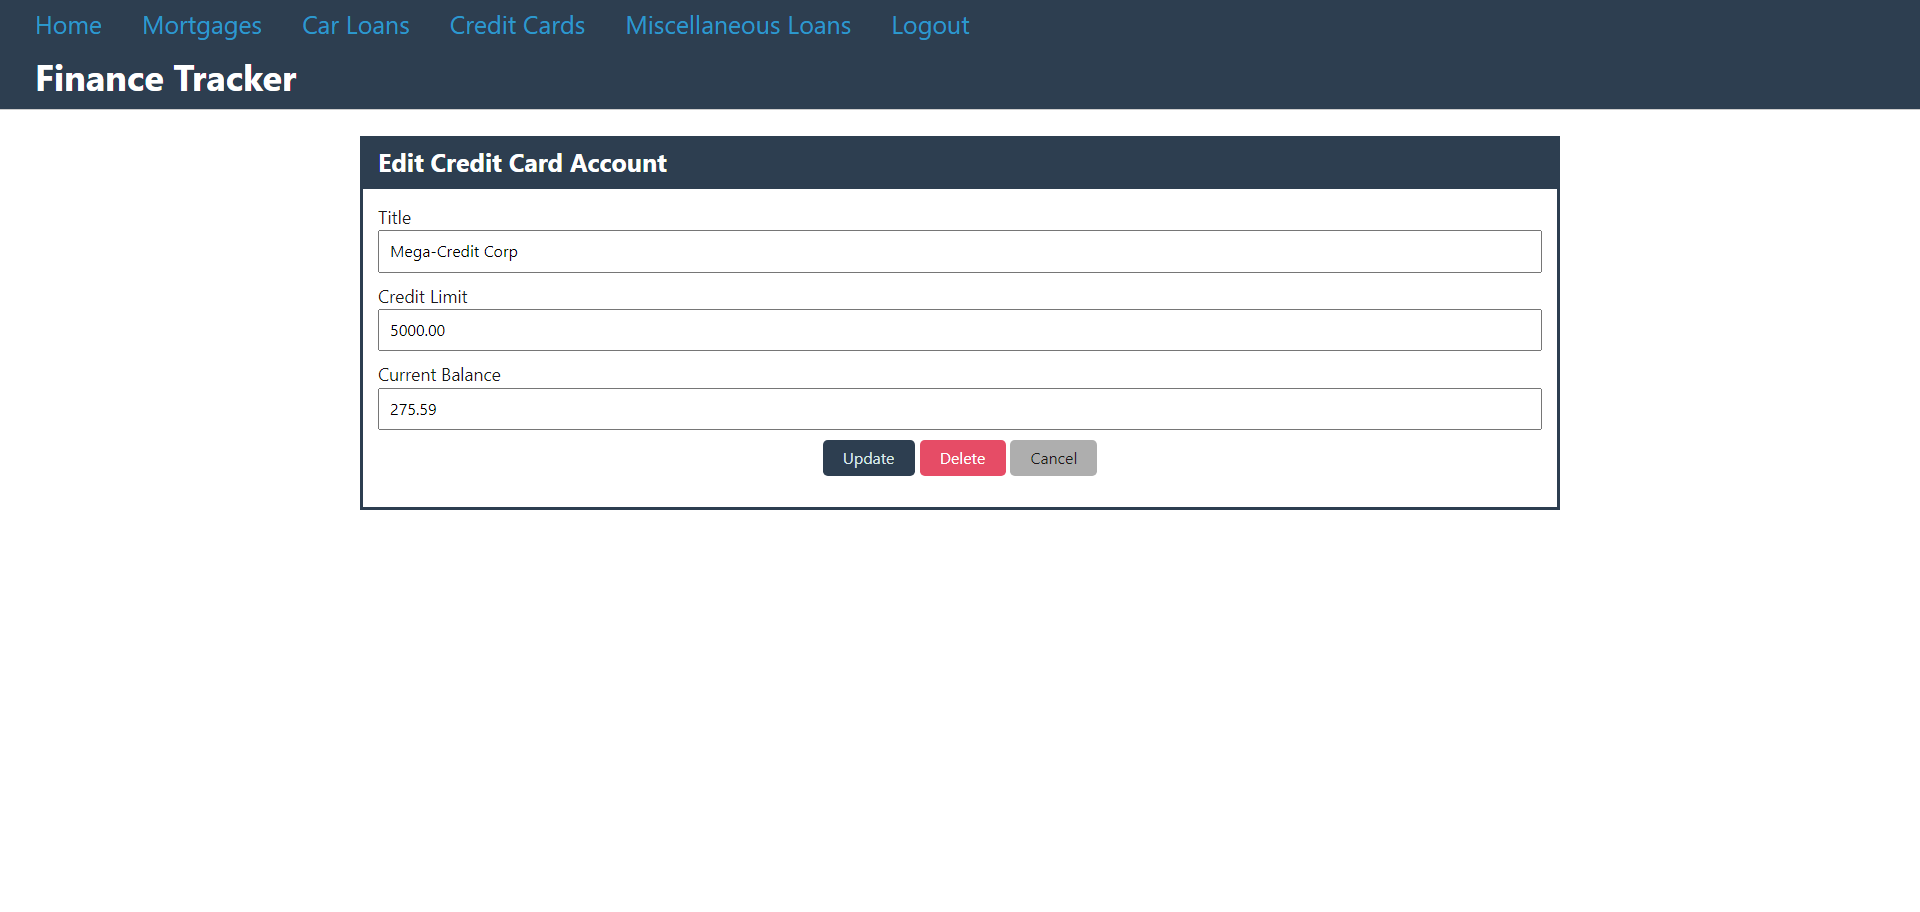 Home Mortgages Car Loans Credit Cards Miscellaneous Loans Logout
Finance Tracker
Edit Credit Card Account
Title
Mega-Credit Corp
Credit Limit
5000.00
Current Balance
275.59
Update Delete Cancel